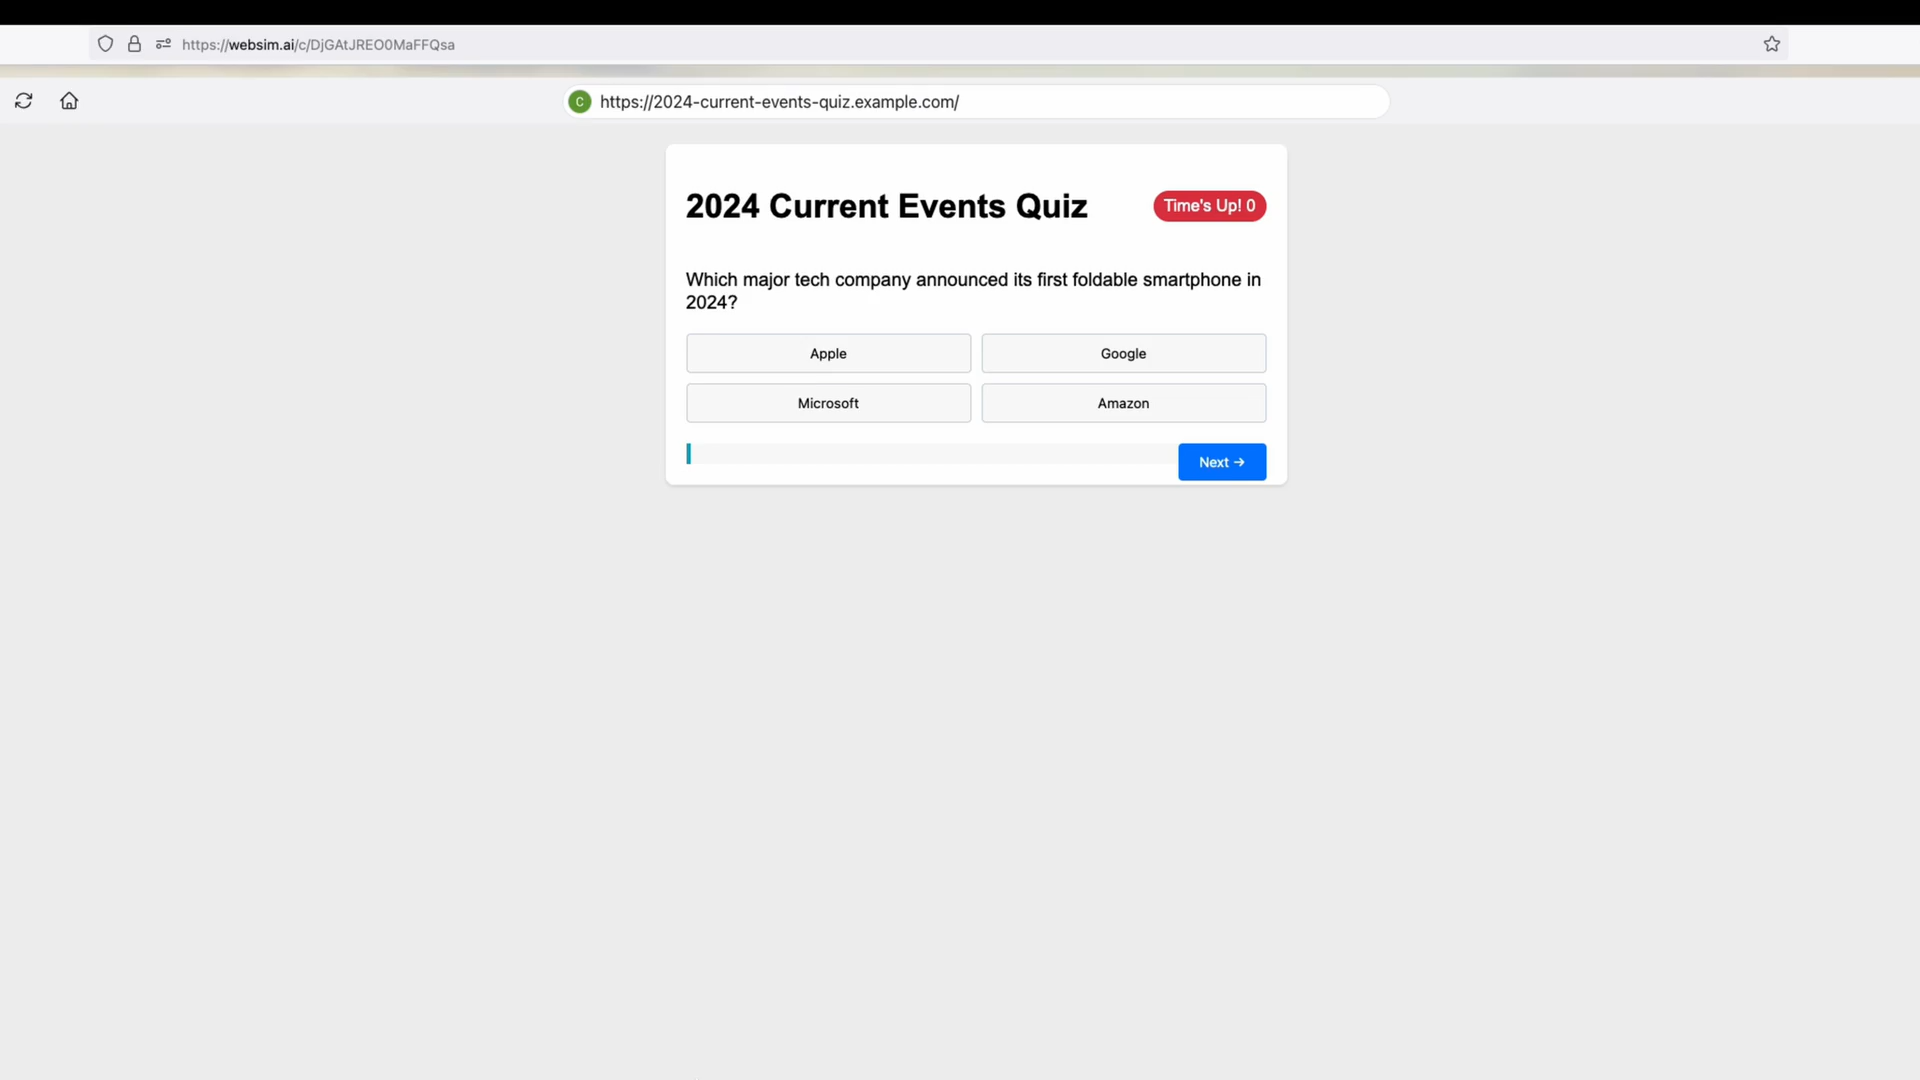 https://websim.ai/c/DjGAtJREO0MaFFQsa
C https://2024-current-events-quiz.example.com/
2024 Current Events Quiz
Time's Up! 0
Which major tech company announced its first foldable smartphone in
2024?
Apple
Google
Microsoft
Amazon
Next →